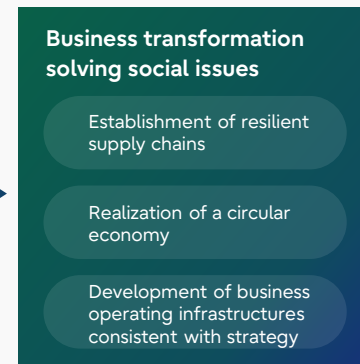 Business transformation
solving social issues
Establishment of resilient
supply chains
Realization of a circular
economy
Development of business
operating infrastructures
consistent with strategy